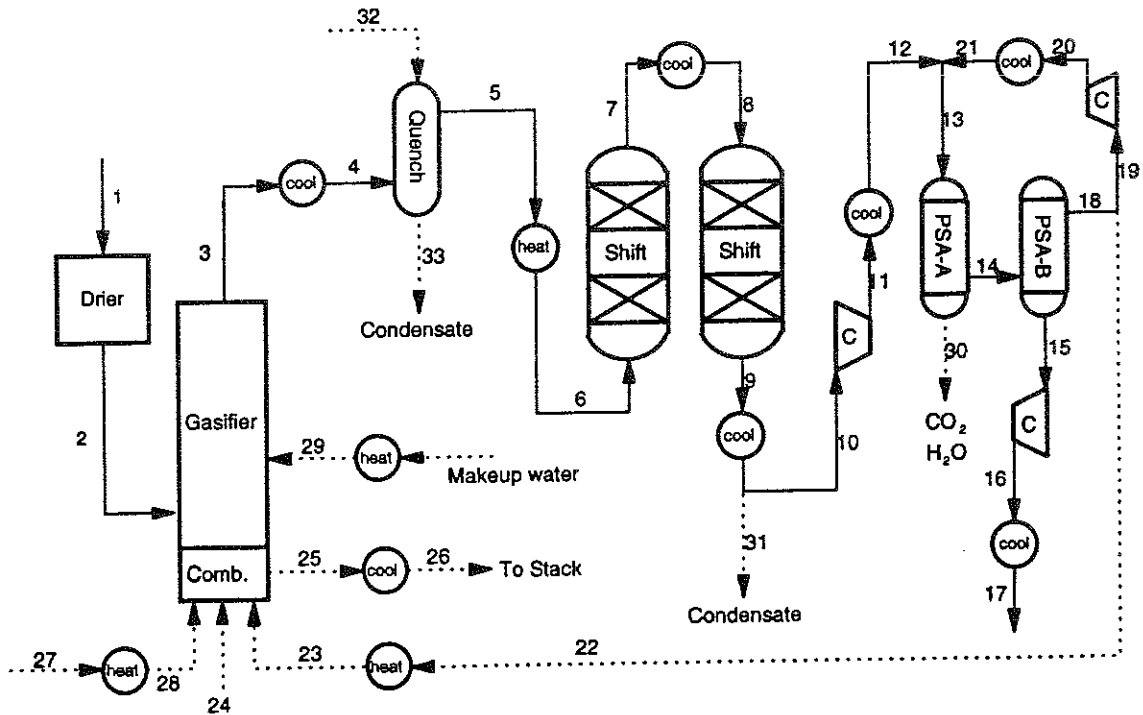 32
12
21
20
cool
cool
5
7
8
C
Quench
13
1
cool
4
19
18
cool
PSA-A
PSA-B
3
heat
33
Shift
Shift
14
11
Drier
Condensate
C
30
15
9
6
2
Gasifier
CO2
H2O
C
cool
10
29
heat
Makeup water
16
31
cool
25
26
Comb.
cool
To Stack
Condensate
17
27
heat
28
23
heat
22
24